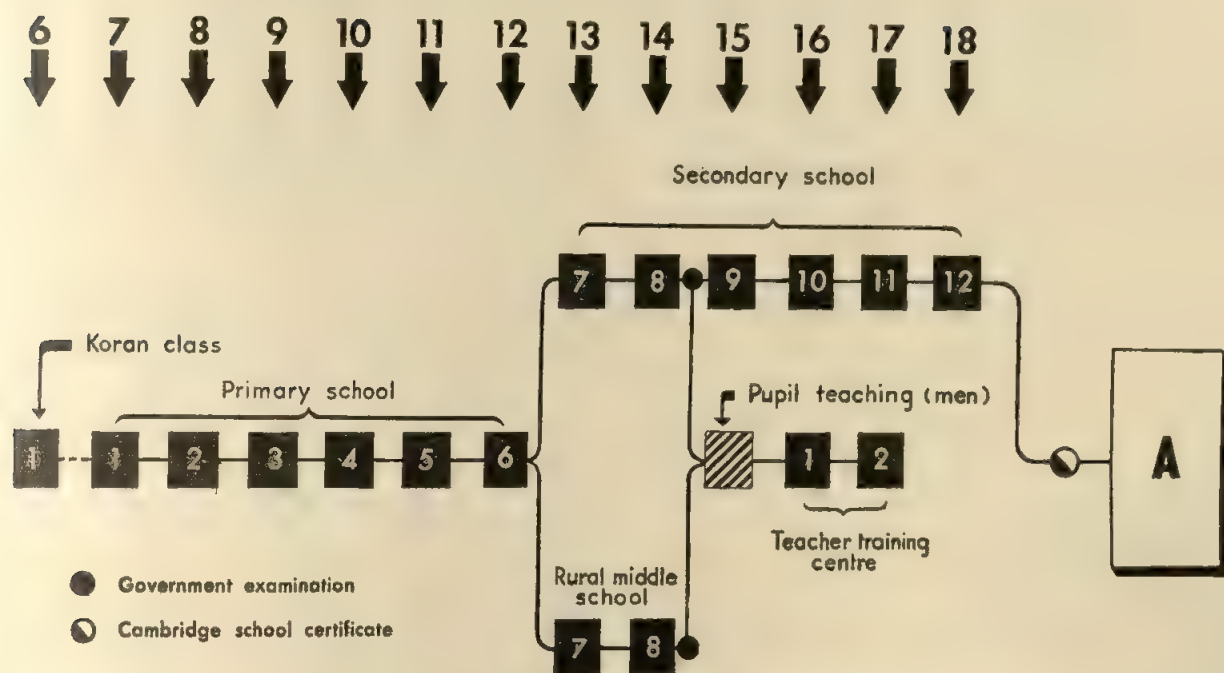 6 7 8 9 10 11 12 13 14 15 16 17 18
Secondary school
7 8 9 10 11 12
Koran class
Primary school
Pupil teaching (men)
1 1 2 3 4 5 6 1 2 A
Teacher training
centre
Government examination
Rural middle
school
Cambridge school certificate
7 8